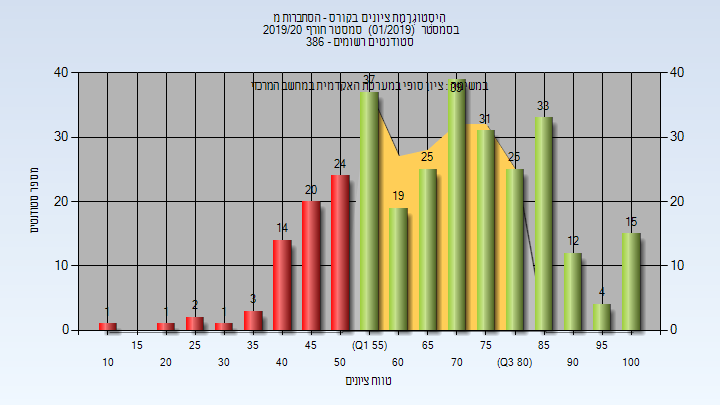 היסטוגרמת ציונים בקורס - הסתברות מ
בסמסטר (01/2019) סמסטר חורף 2019/20
סטודנטים רשומים - 386
ציון סופי במערכת האקדמית במחשב המרכזי
מספר סטודנטים
40 40
30 30
20 20
10 10
0 0
1 1 2 1 3 14 20 24 37 19 25 39 31 25 33 12 4 15
15 25 35 45 (Q1 55) 65 75 85 95
10 20 30 40 50 60 70 (Q3 80) 90 100
טווח ציונים